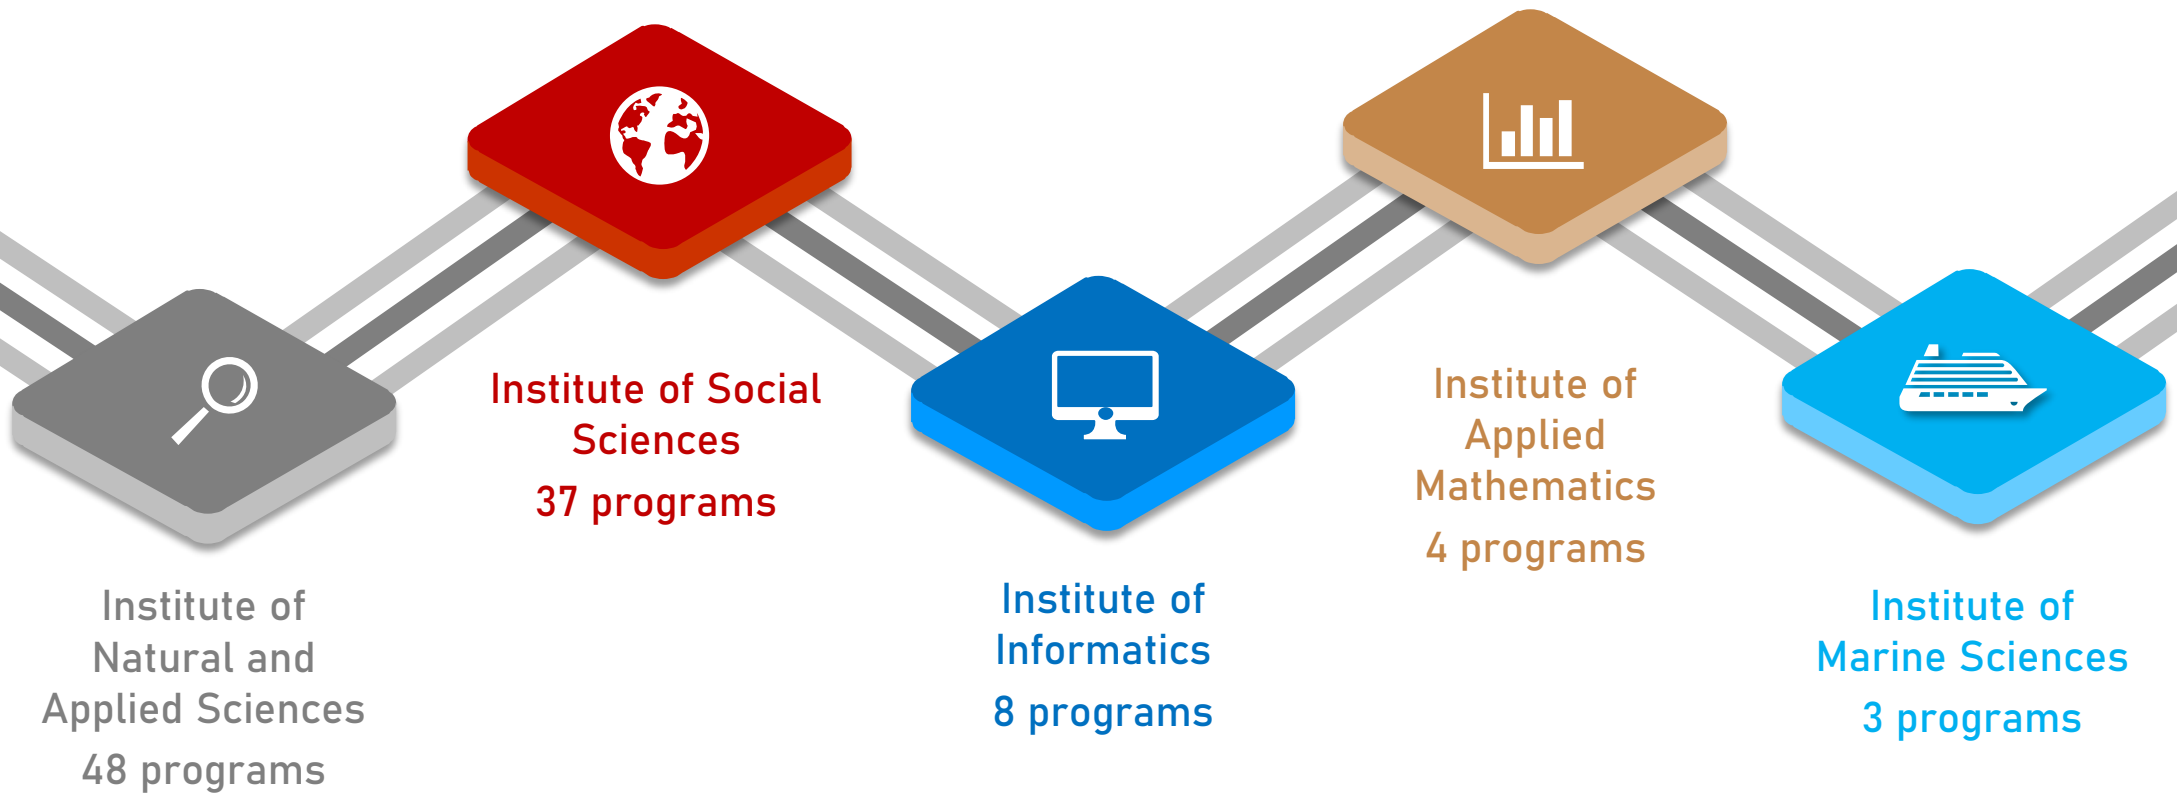 Institute of
Natural and
Applied Sciences
48 programs
Institute of Social
Sciences
37 programs
Institute of
Informatics
8 programs
Institute of
Applied
Mathematics
4 programs
Institute of
Marine Sciences
3 programs